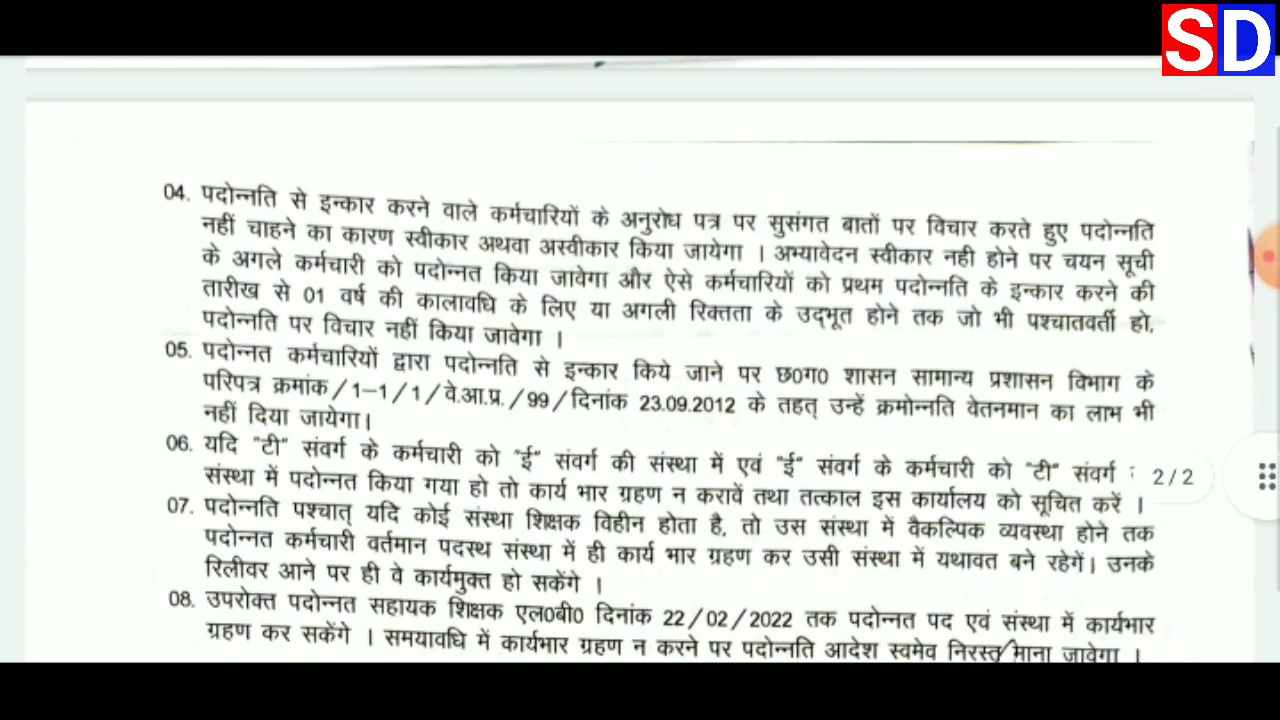 SD
04. पदोन्नति से इन्कार करने वाले कर्मचारियों के अनुरोध पत्र पर सुसंगत बातों पर विचार करते हुए पदोन्नति
नहीं चाहने का कारण स्वीकार अथवा अस्वीकार किया जायेगा । अभ्यावेदन स्वीकार नही होने पर चयन सूची
के अगले कर्मचारी को पदोन्नत किया जावेगा और ऐसे कर्मचारियों को प्रथम पदोन्नति के इन्कार करने की
तारीख से 01 वर्ष की कालावधि के लिए या अगली रिक्तता के उद्भूत होने तक जो भी पश्चातवर्ती हो,
पदोन्नति पर विचार नहीं किया जावेगा ।
05. पदोन्नत कर्मचारियों द्वारा पदोन्नति से इन्कार किये जाने पर छ0ग0 शासन सामान्य प्रशासन विभाग के
परिपत्र क्रमांक/1–1/1/वे.आ.प्र./99/दिनांक 23.09.2012 के तहत् उन्हें क्रमोन्नति वेतनमान का लाभ भी
नहीं दिया जायेगा।
06. यदि "टी" संवर्ग के कर्मचारी को "ई" संवर्ग की संस्था में एवं "ई" संवर्ग के कर्मचारी को "टी" संवर्ग
संस्था में पदोन्नत किया गया हो तो कार्य भार ग्रहण न करावें तथा तत्काल इस कार्यालय को सूचित करें ।
2/2
07. पदोन्नति पश्चात् यदि कोई संस्था शिक्षक विहीन होता है, तो उस संस्था में वैकल्पिक व्यवस्था होने तक
पदोन्नत कर्मचारी वर्तमान पदस्थ संस्था में ही कार्य भार ग्रहण कर उसी संस्था में यथावत बने रहेगें। उनके
रिलीवर आने पर ही वे कार्यमुक्त हो सकेंगे ।
08. उपरोक्त पदोन्नत सहायक शिक्षक एल0बी0 दिनांक 22/02/2022 तक पदोन्नत पद एवं संस्था में कार्यभार
ग्रहण कर सकेंगे । समयावधि में कार्यभार ग्रहण न करने पर पदोन्नति आदेश स्वमेव निरस्त माना जावेगा ।